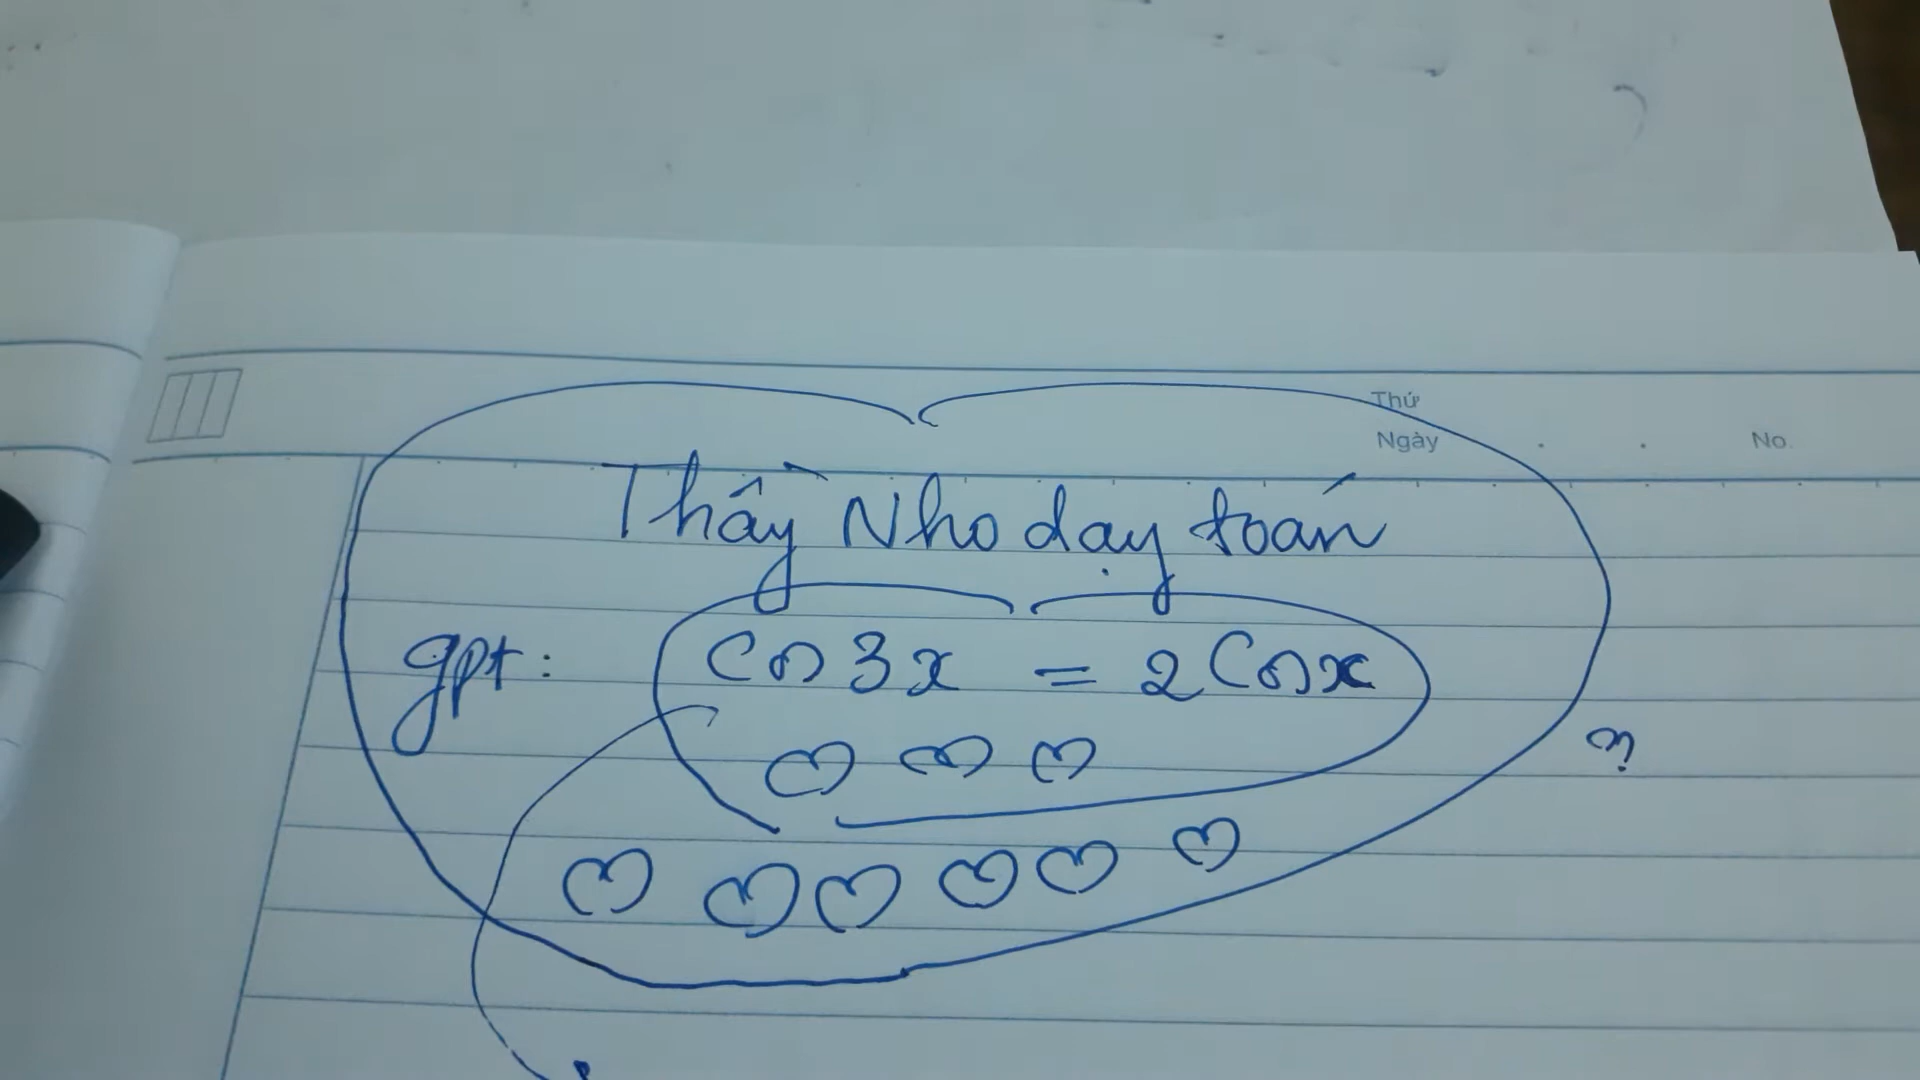 Thứ
Ngày No.
Thầy Nho dạy toán
gpt: Cos3x = 2Cosx
?